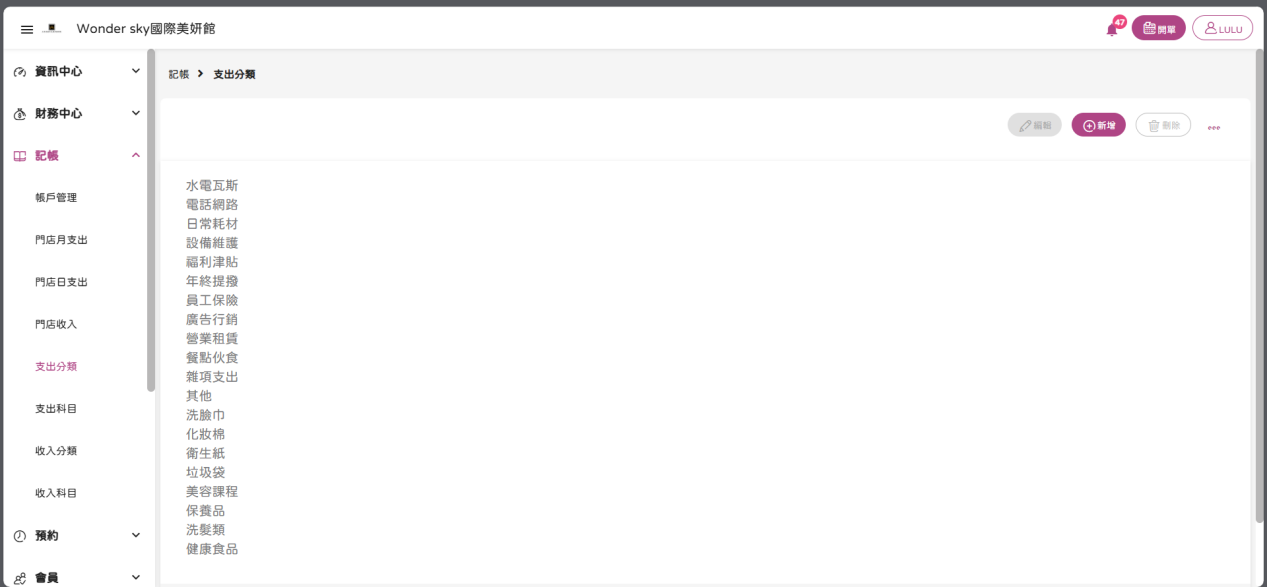 Wonder sky國際美妍館
47
開單
LULU
資訊中心
財務中心
記帳
帳戶管理
門店月支出
門店日支出
門店收入
支出分類
支出科目
收入分類
收入科目
預約
會員
記帳 > 支出分類
編輯
新增
刪除
水電瓦斯
電話網路
日常耗材
設備維護
福利津貼
年終提撥
員工保險
廣告行銷
營業租賃
餐點伙食
雜項支出
其他
洗臉巾
化妝棉
衛生紙
垃圾袋
美容課程
保養品
洗髮類
健康食品